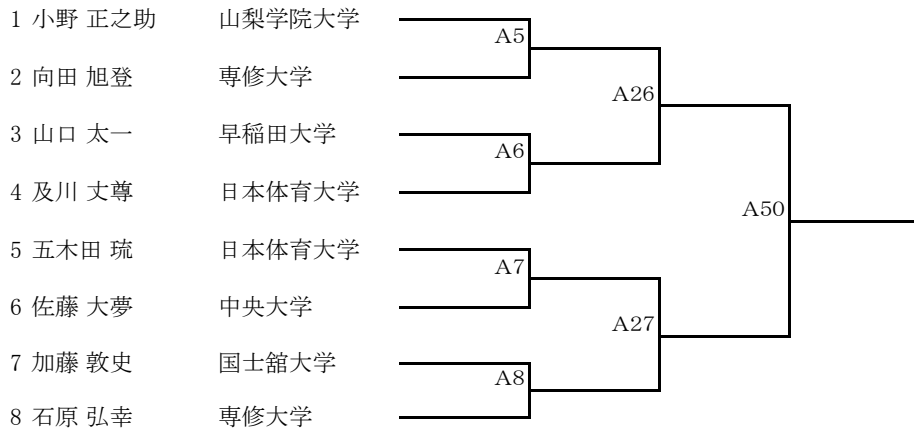 1 小野 正之助 山梨学院大学
A5
2 向田 旭登 専修大学
A26
3 山口 太一 早稲田大学
A6
4 及川 丈尊 日本体育大学
A50
5 五木田 琉 日本体育大学
A7
6 佐藤 大夢 中央大学
A27
7 加藤 敦史 国士舘大学
A8
8 石原 弘幸 専修大学